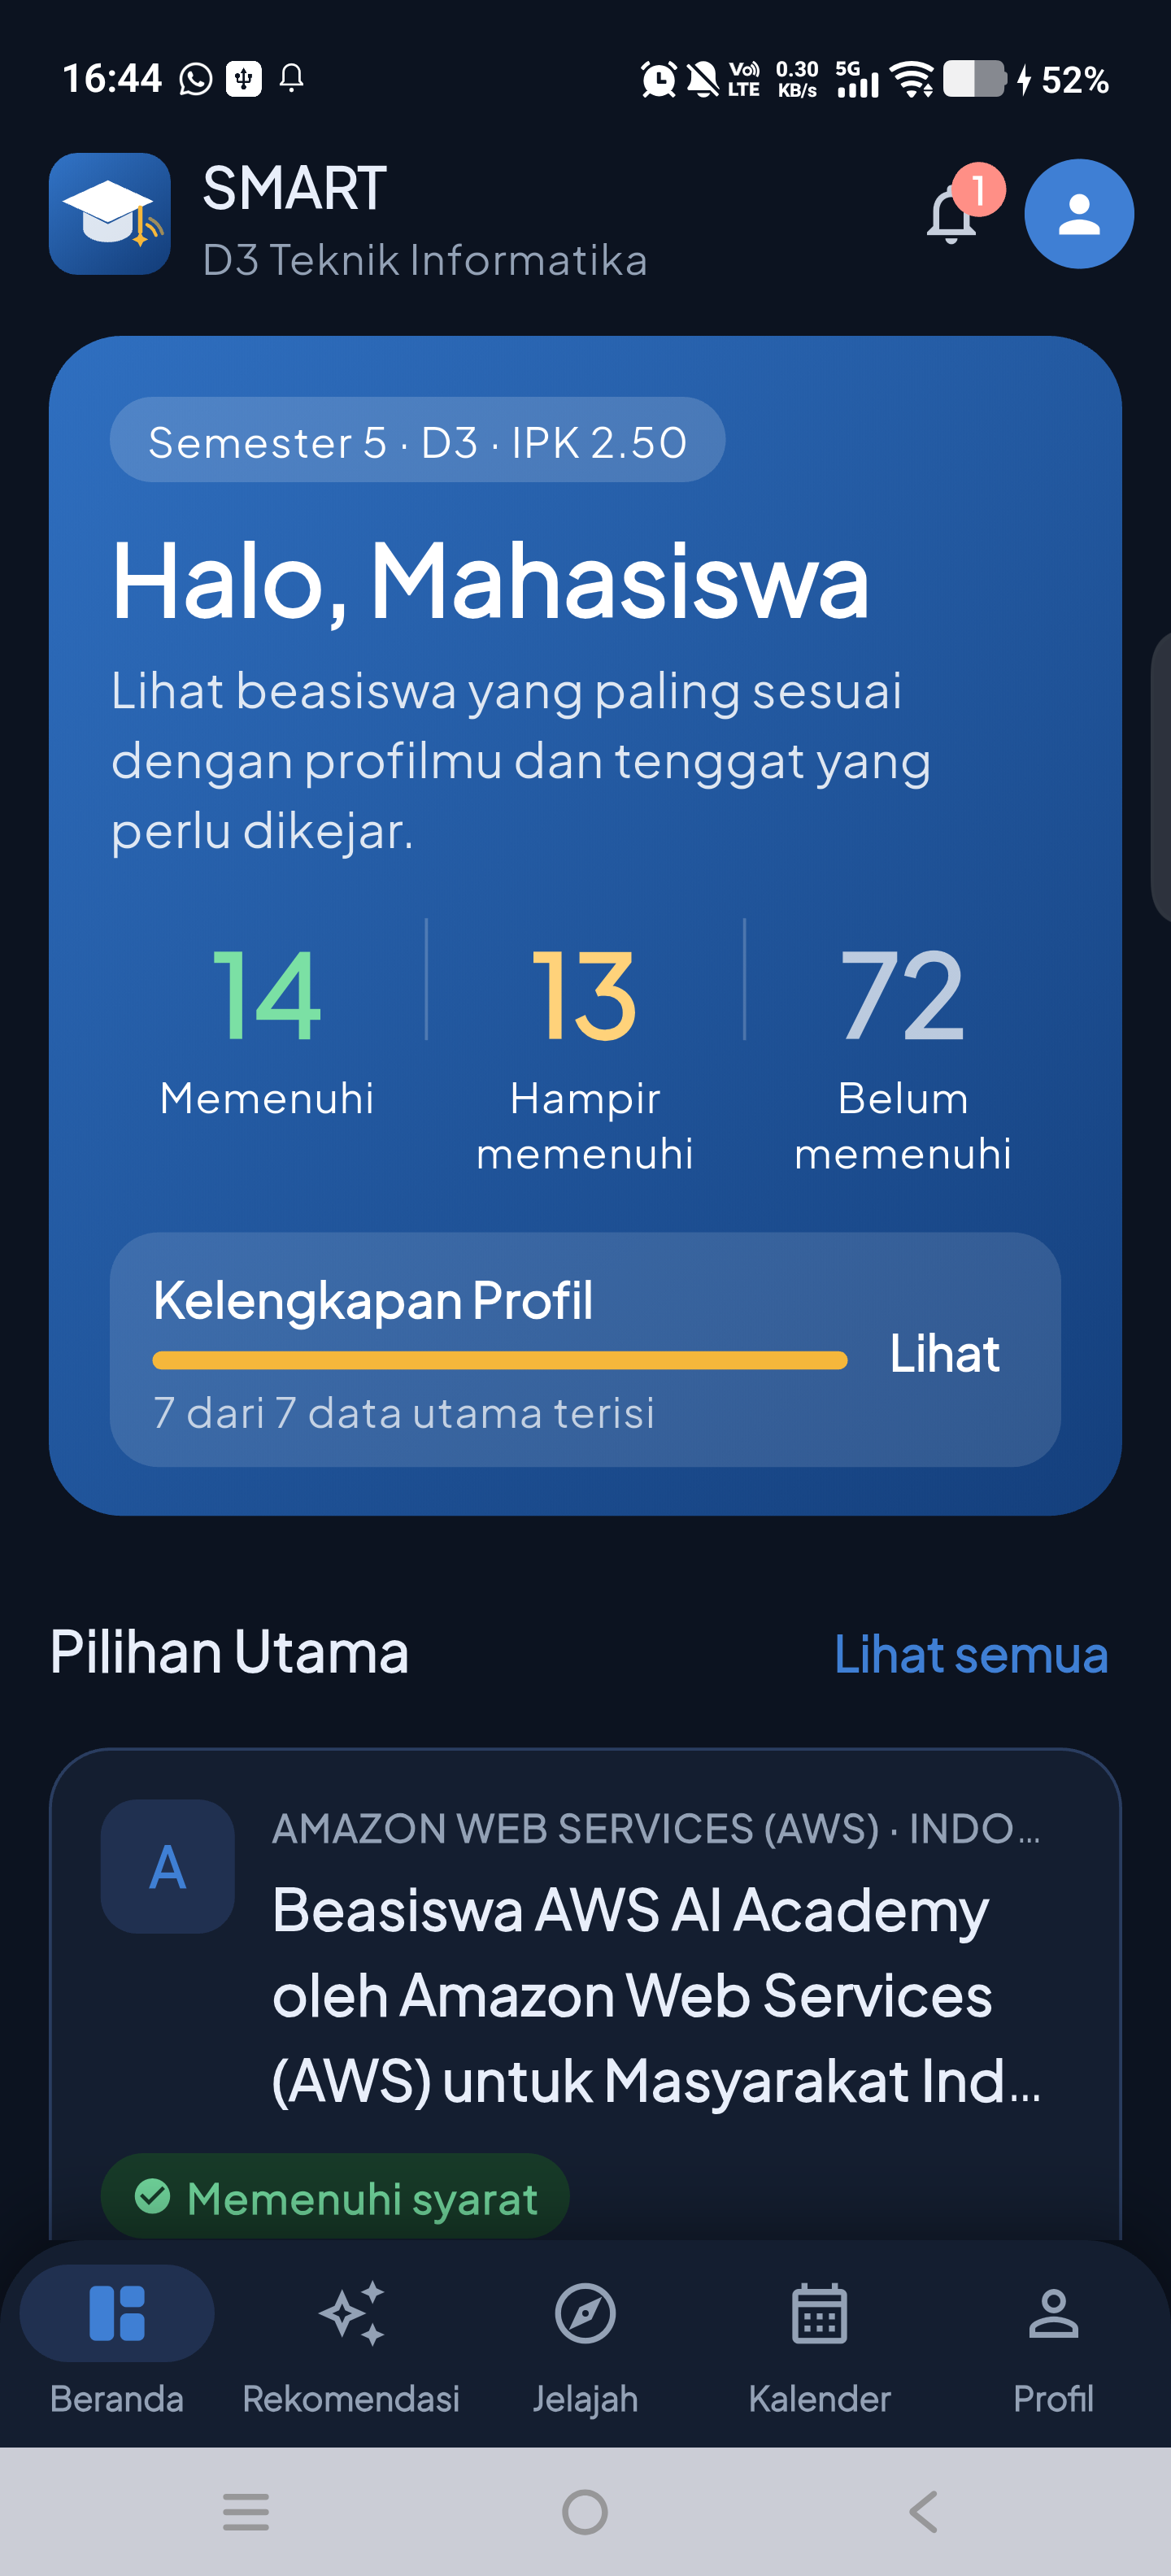 16:44
Vo)) LTE
0.30 KB/s
5G
52%
SMART
D3 Teknik Informatika
1
Semester 5 · D3 · IPK 2.50
Halo, Mahasiswa
Lihat beasiswa yang paling sesuai
dengan profilmu dan tenggat yang
perlu dikejar.
14
Memenuhi
13
Hampir
memenuhi
72
Belum
memenuhi
Kelengkapan Profil
Lihat
7 dari 7 data utama terisi
Pilihan Utama
Lihat semua
A
AMAZON WEB SERVICES (AWS) · INDO...
Beasiswa AWS AI Academy
oleh Amazon Web Services
(AWS) untuk Masyarakat Ind...
Memenuhi syarat
Beranda
Rekomendasi
Jelajah
Kalender
Profil